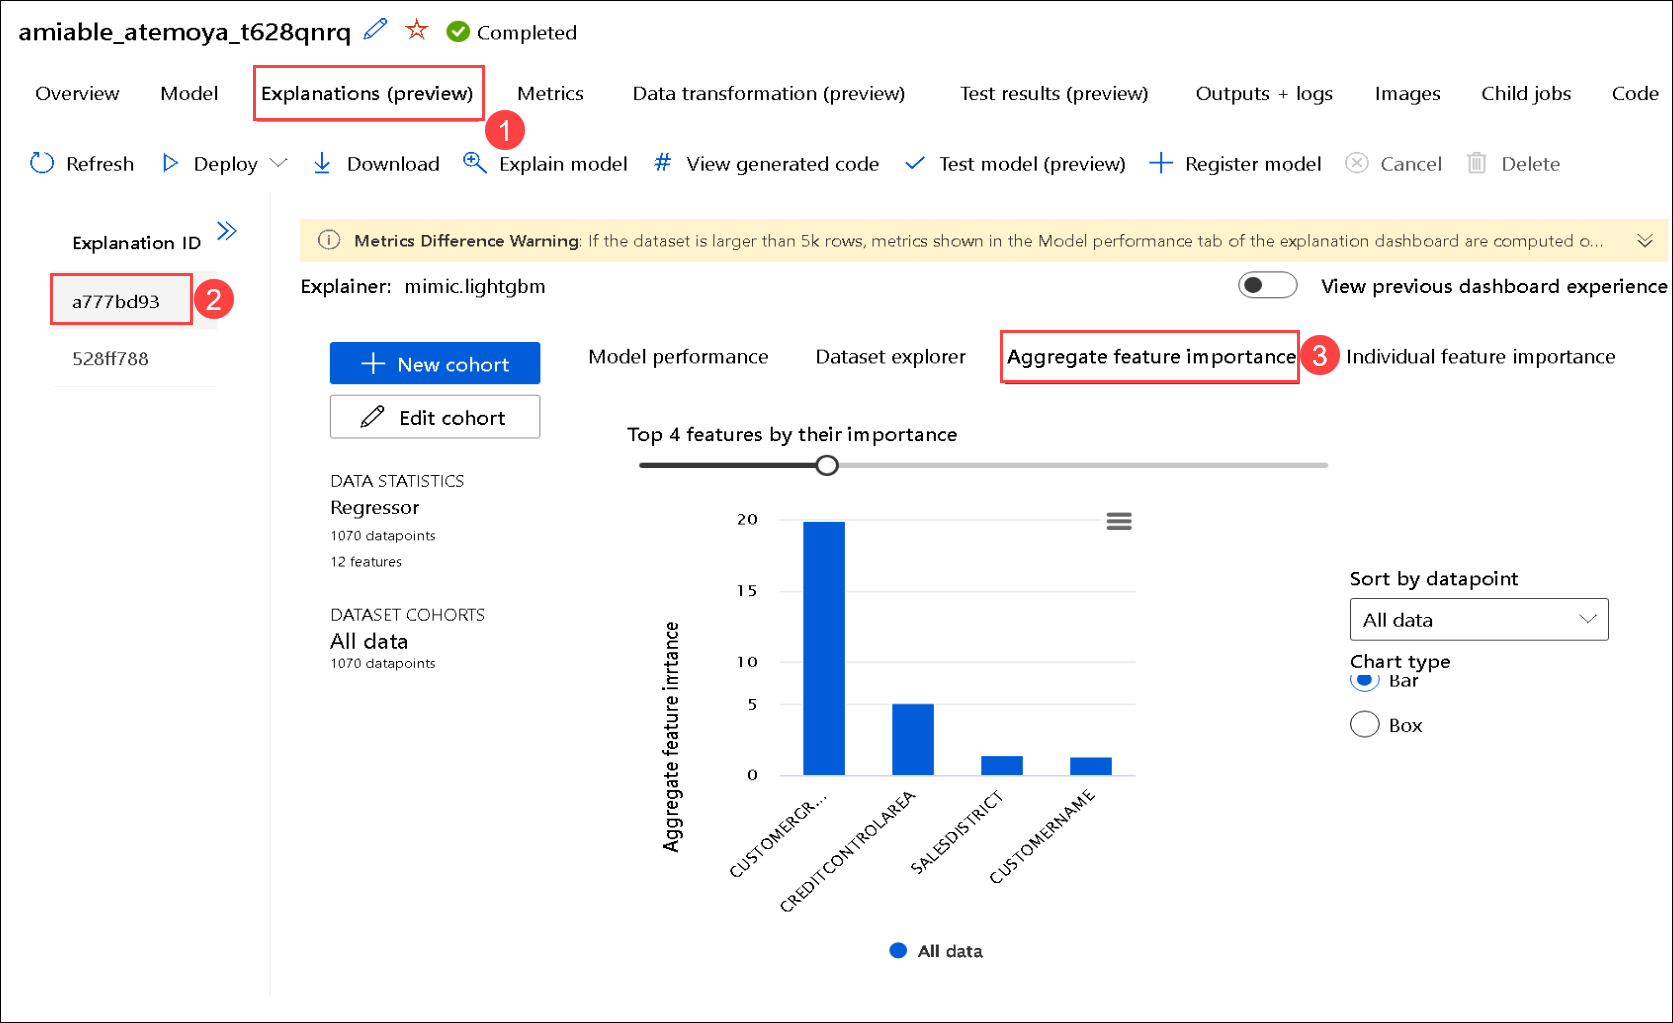 amiable_atemoya_t628qnrq Completed
Overview Model Explanations (preview) Metrics Data transformation (preview) Test results (preview) Outputs + logs Images Child jobs Code
1
Refresh Deploy Download Explain model # View generated code Test model (preview) Register model Cancel Delete
Explanation ID
Metrics Difference Warning: If the dataset is larger than 5k rows, metrics shown in the Model performance tab of the explanation dashboard are computed o...
a777bd93 2
528ff788
Explainer: mimic.lightgbm
View previous dashboard experience
New cohort
Edit cohort
DATA STATISTICS
Regressor
1070 datapoints
12 features
DATASET COHORTS
All data
1070 datapoints
Model performance Dataset explorer Aggregate feature importance 3 Individual feature importance
Top 4 features by their importance
20
15
10
5
0
Aggregate feature imrtance
CUSTOMERGR...
CREDITCONTROLAREA
SALESDISTRICT
CUSTOMERNAME
All data
Sort by datapoint
All data
Chart type
Bar
Box